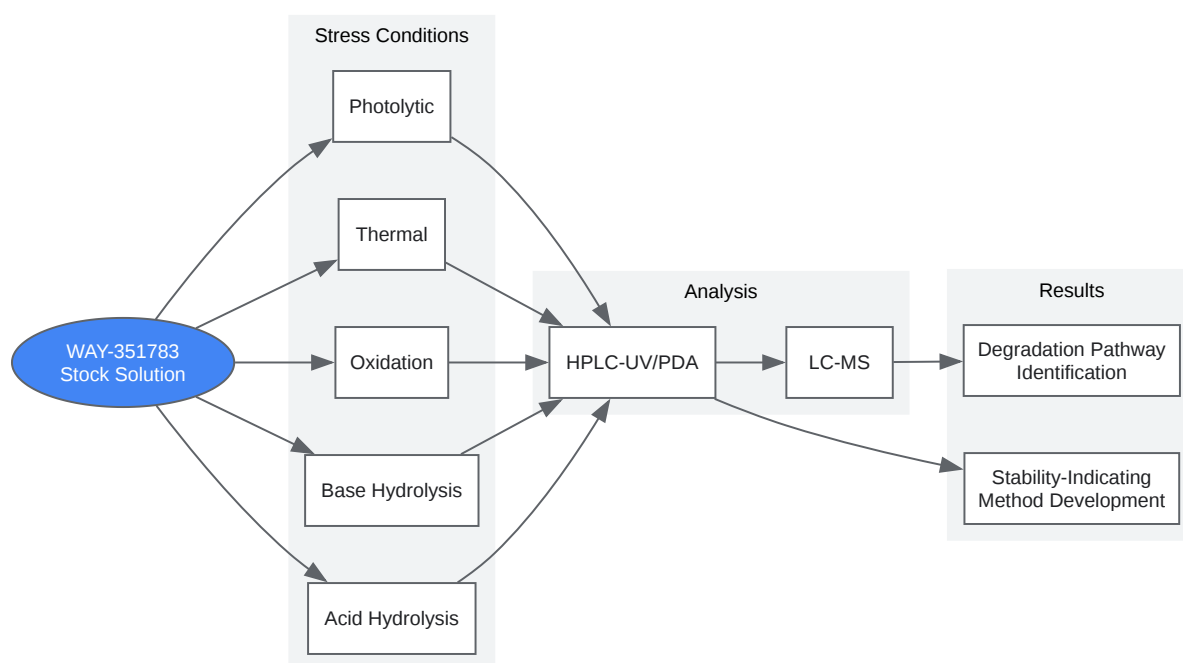 Stress Conditions
Photolytic
Thermal
WAY-351783
Stock Solution
Oxidation
Base Hydrolysis
Acid Hydrolysis
Analysis
HPLC-UV/PDA
LC-MS
Results
Degradation Pathway
Identification
Stability-Indicating
Method Development